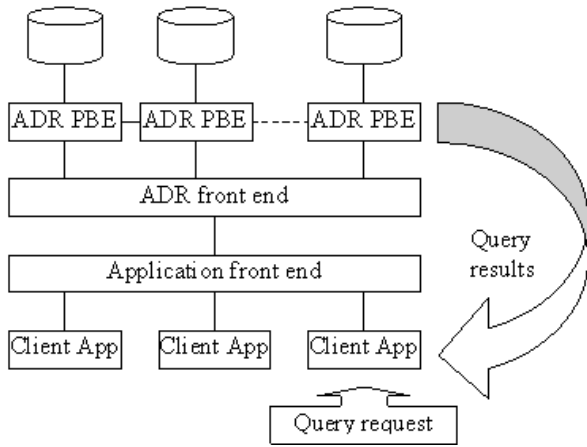 ADR PBE
ADR PBE
ADR PBE
ADR front end
Query
results
Application front end
Client App
Client App
Client App
Query request